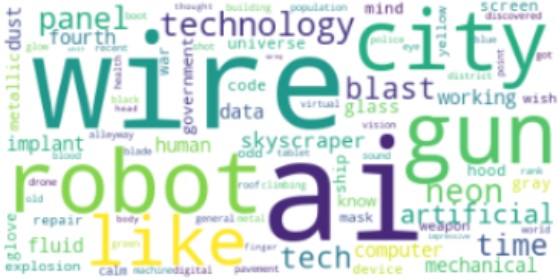 dust
panel
boot
thought
building
population
mind
screen
discovered
technology
fourth
city
yellow
blue
got
glow
recent
war
shot
universe
police
eye
point
metallic
wire
health
government
code
blast
district
unit
black
head
data
virtual
glass
working
wish
implant
alleyway
human
skyscraper
vision
gun
blood
blade
odd
tablet
ship
sound
hood
rank
robot
ai
drone
roof
climbing
know
neon
gray
old
glove
repair
body
like
general
metal
mask
weapon
artificial
world
impressive
fluid
green
finger
tech
computer
time
explosion
calm
machine
digital
pavement
device
mechanical